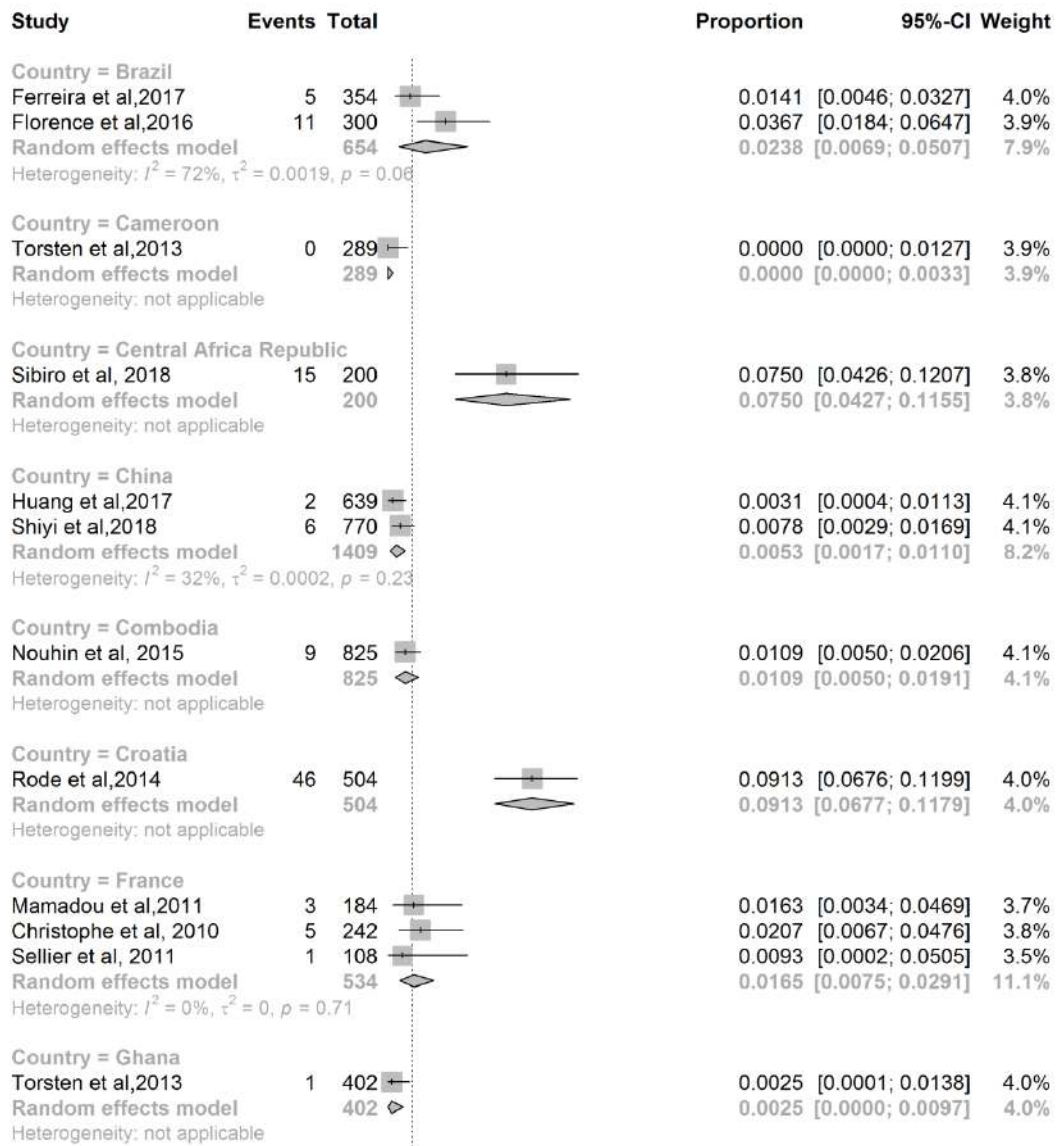 Study Events Total Proportion 95%-CI Weight
Country = Brazil
Ferreira et al,2017 5 354 0.0141 [0.0046; 0.0327] 4.0%
Florence et al,2016 11 300 0.0367 [0.0184; 0.0647] 3.9%
Random effects model 654 0.0238 [0.0069; 0.0507] 7.9%
Heterogeneity: I² = 72%, τ² = 0.0019, p = 0.06
Country = Cameroon
Torsten et al,2013 0 289 0.0000 [0.0000; 0.0127] 3.9%
Random effects model 289 0.0000 [0.0000; 0.0033] 3.9%
Heterogeneity: not applicable
Country = Central Africa Republic
Sibiro et al, 2018 15 200 0.0750 [0.0426; 0.1207] 3.8%
Random effects model 200 0.0750 [0.0427; 0.1155] 3.8%
Heterogeneity: not applicable
Country = China
Huang et al,2017 2 639 0.0031 [0.0004; 0.0113] 4.1%
Shiyi et al,2018 6 770 0.0078 [0.0029; 0.0169] 4.1%
Random effects model 1409 0.0053 [0.0017; 0.0110] 8.2%
Heterogeneity: I² = 32%, τ² = 0.0002, p = 0.23
Country = Combodia
Nouhin et al, 2015 9 825 0.0109 [0.0050; 0.0206] 4.1%
Random effects model 825 0.0109 [0.0050; 0.0191] 4.1%
Heterogeneity: not applicable
Country = Croatia
Rode et al,2014 46 504 0.0913 [0.0676; 0.1199] 4.0%
Random effects model 504 0.0913 [0.0677; 0.1179] 4.0%
Heterogeneity: not applicable
Country = France
Mamadou et al,2011 3 184 0.0163 [0.0034; 0.0469] 3.7%
Christophe et al, 2010 5 242 0.0207 [0.0067; 0.0476] 3.8%
Sellier et al, 2011 1 108 0.0093 [0.0002; 0.0505] 3.5%
Random effects model 534 0.0165 [0.0075; 0.0291] 11.1%
Heterogeneity: I² = 0%, τ² = 0, p = 0.71
Country = Ghana
Torsten et al,2013 1 402 0.0025 [0.0001; 0.0138] 4.0%
Random effects model 402 0.0025 [0.0000; 0.0097] 4.0%
Heterogeneity: not applicable